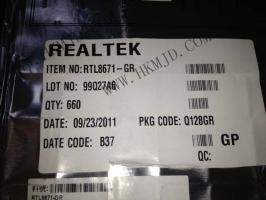 REALTEK
ITEM NO:RTL8671-GR
LOT NO: 99027A6
QTY: 660
DATE: 09/23/2011 PKG CODE: Q128GR
DATE CODE: B37 GP
QC:
WWW.HKMJD.COM
RTL8671-GR